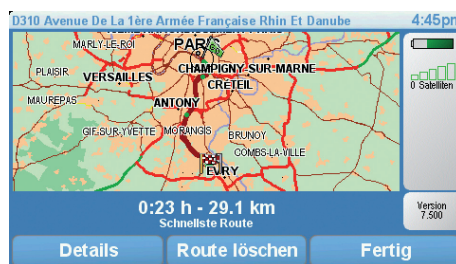 D310 Avenue De La 1ère Armée Française Rhin Et Danube 4:45pm
MARLY-LE-ROI
PARIS
PLAISIR
VERSAILLES
CHAMPIGNY-SUR-MARNE
CRÉTEIL
0 Satelliten
MAUREPAS
ANTONY
GIF-SUR-YVETTE
MORANGIS
BRUNOY
COMBS-LA-VILLE
EVRY
0:23 h - 29.1 km
Schnellste Route
Version
7.500
Details
Route löschen
Fertig